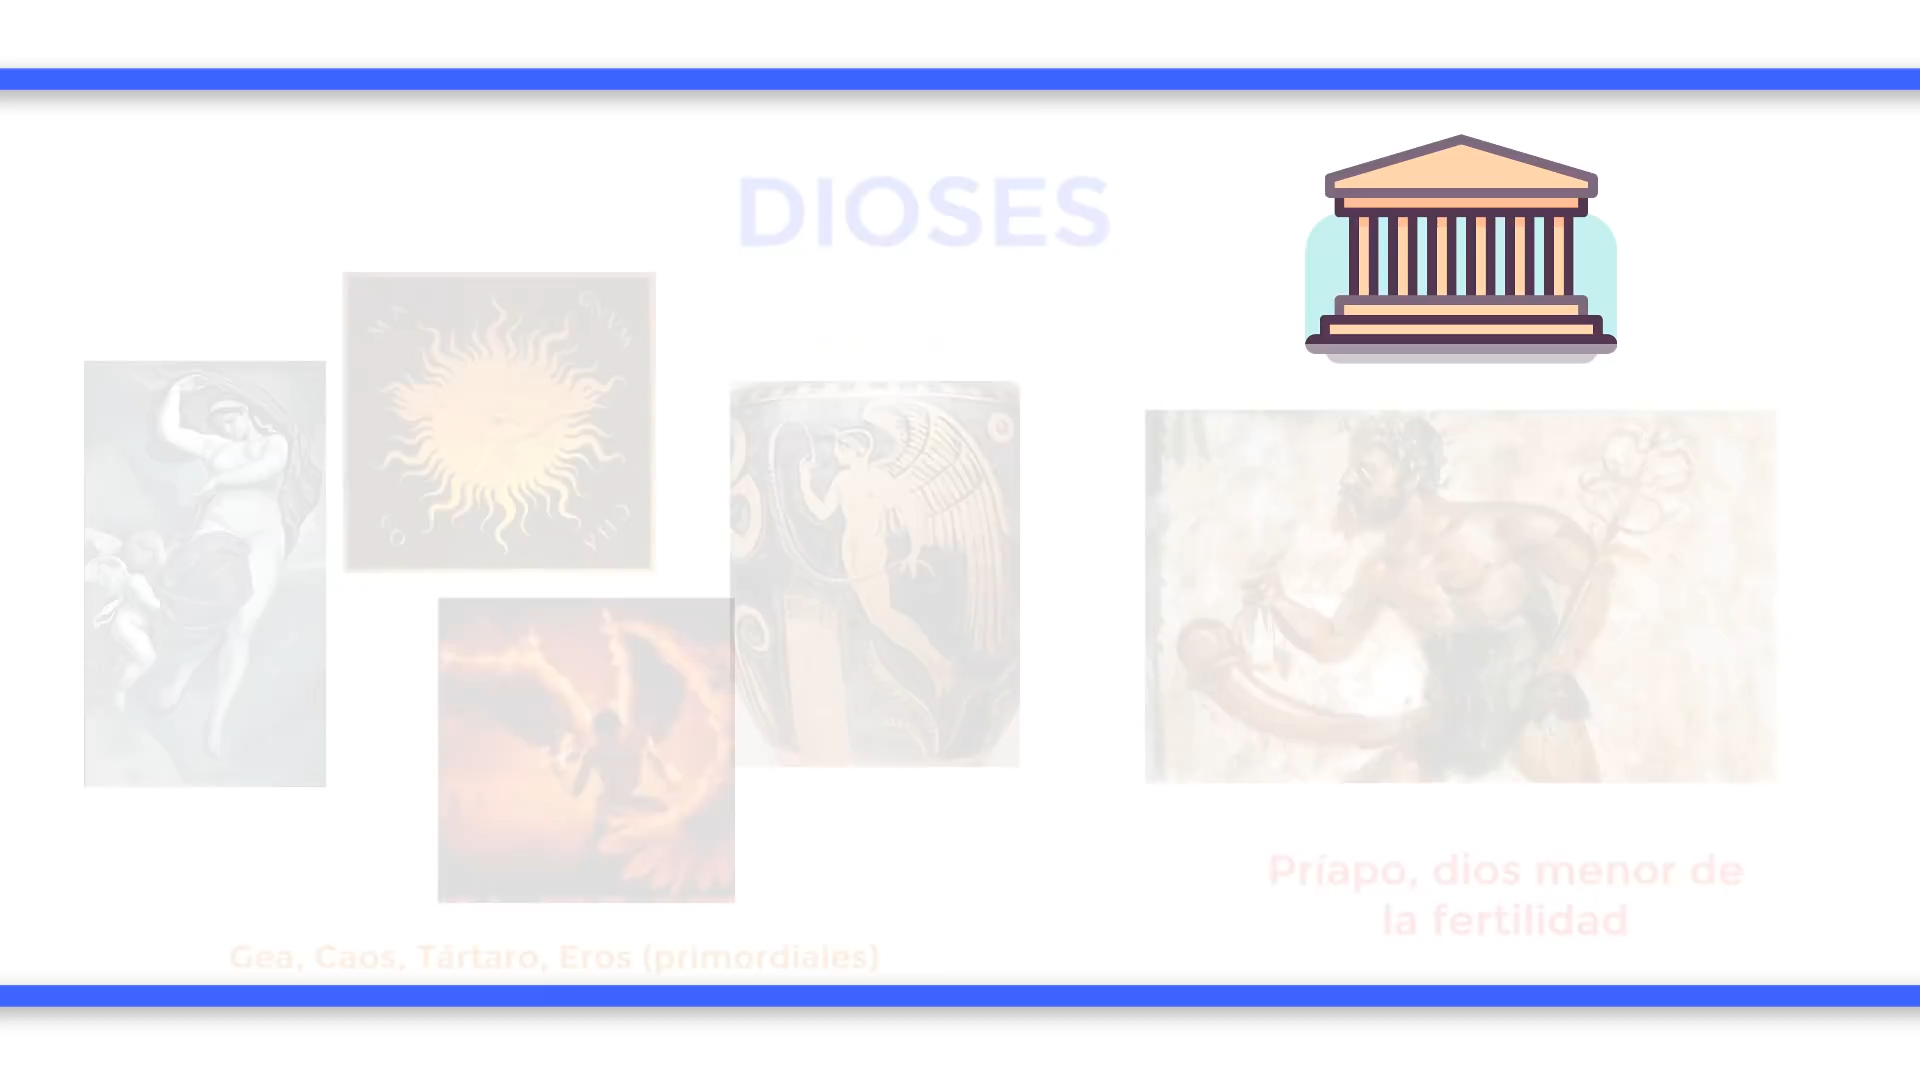 DIOSES
Príapo, dios menor de
la fertilidad
Gea, Caos, Tártaro, Eros (primordiales)